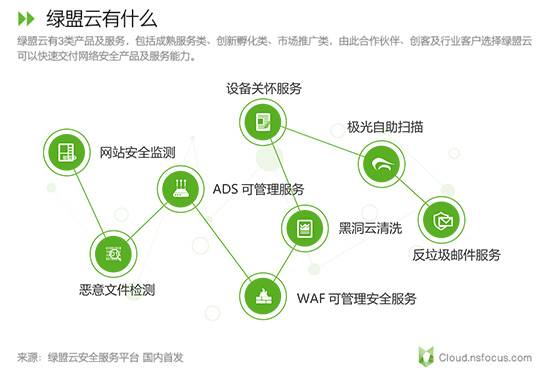 绿盟云有什么
绿盟云有3类产品及服务，包括成熟服务类、创新孵化类、市场推广类，由此合作伙伴、创客及行业客户选择绿盟云
可以快速交付网络安全产品及服务能力。
设备关怀服务
极光自助扫描
网站安全监测
ADS 可管理服务
黑洞云清洗
反垃圾邮件服务
恶意文件检测
WAF 可管理安全服务
来源：绿盟云安全服务平台 国内首发
Cloud.nsfocus.com